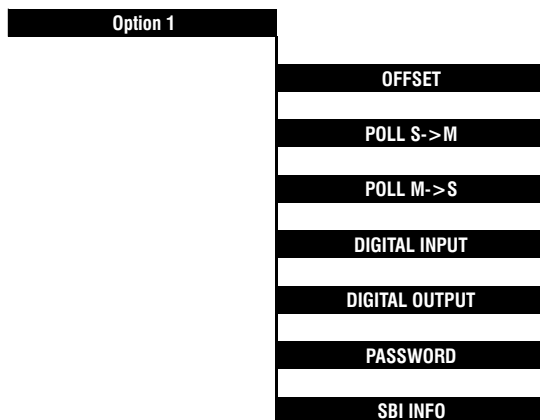 Option 1
OFFSET
POLL S->M
POLL M->S
DIGITAL INPUT
DIGITAL OUTPUT
PASSWORD
SBI INFO